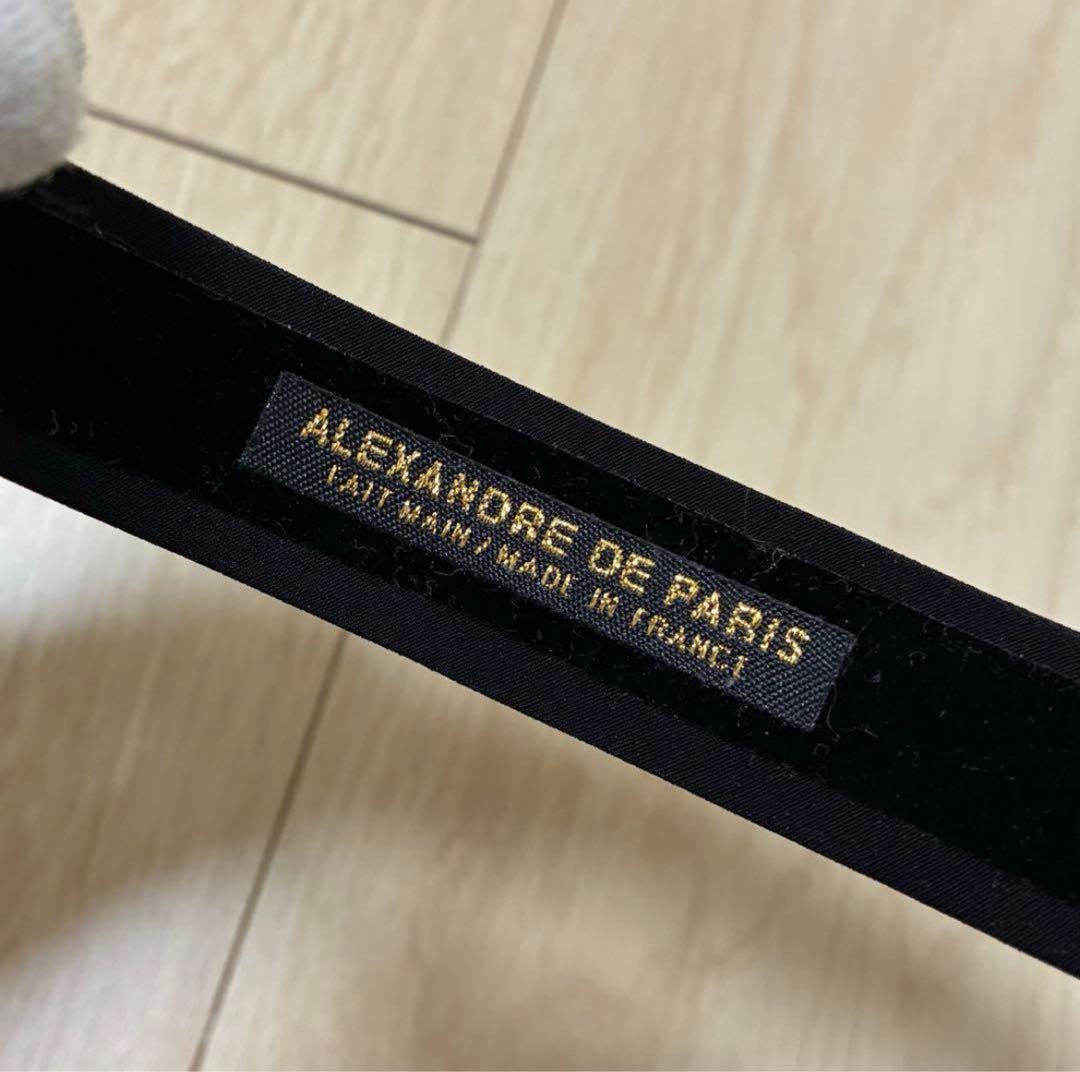 ALEXANDRE DE PARIS
FAIT MAIN / MADE IN FRANCE